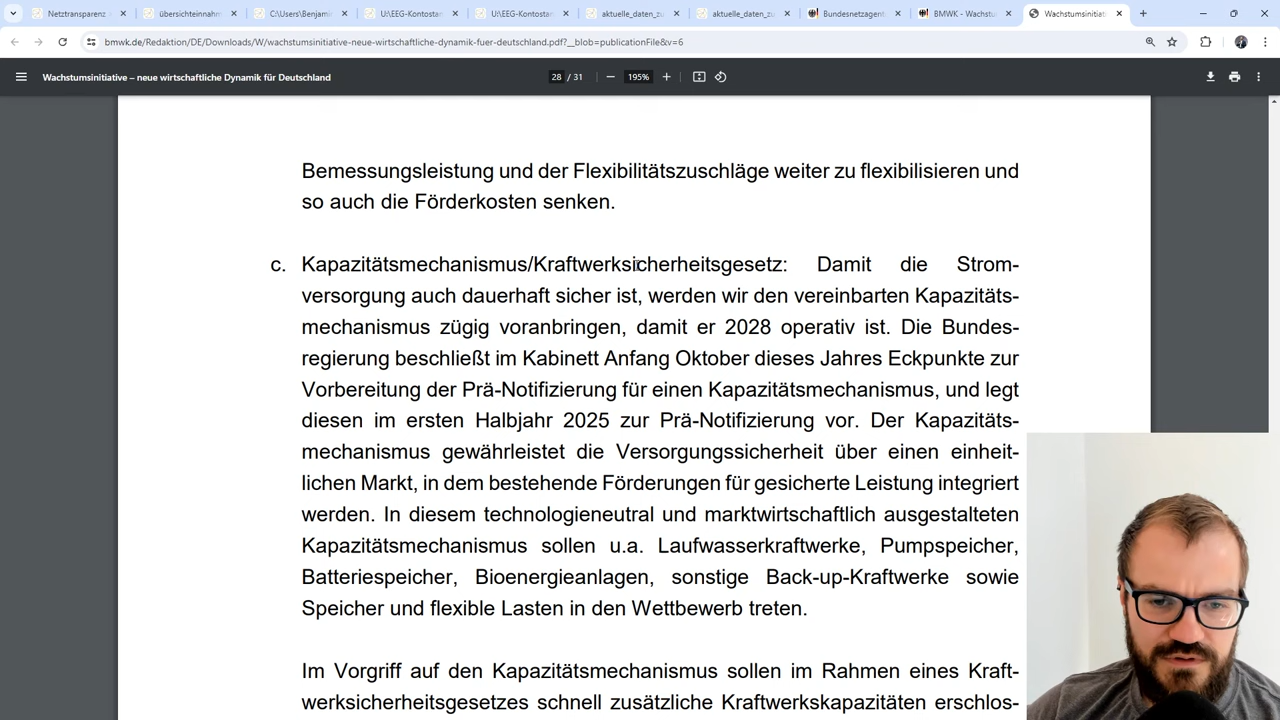 Netztransparenz
übersichteinnahm
C:\Users\Benjamin
U:\EEG-Kontostan
U:\EEG-Kontostan
aktuelle_daten_zu
aktuelle_daten_zu
Bundesnetzagent
BMWK - Wachstu
Wachstumsinitiati
bmwk.de/Redaktion/DE/Downloads/W/wachstumsinitiative-neue-wirtschaftliche-dynamik-fuer-deutschland.pdf?__blob=publicationFile&v=6
Wachstumsinitiative – neue wirtschaftliche Dynamik für Deutschland 28 / 31 195%
Bemessungsleistung und der Flexibilitätszuschläge weiter zu flexibilisieren und
so auch die Förderkosten senken.
c. Kapazitätsmechanismus/Kraftwerksicherheitsgesetz: Damit die Strom-
versorgung auch dauerhaft sicher ist, werden wir den vereinbarten Kapazitäts-
mechanismus zügig voranbringen, damit er 2028 operativ ist. Die Bundes-
regierung beschließt im Kabinett Anfang Oktober dieses Jahres Eckpunkte zur
Vorbereitung der Prä-Notifizierung für einen Kapazitätsmechanismus, und legt
diesen im ersten Halbjahr 2025 zur Prä-Notifizierung vor. Der Kapazitäts-
mechanismus gewährleistet die Versorgungssicherheit über einen einheit-
lichen Markt, in dem bestehende Förderungen für gesicherte Leistung integriert
werden. In diesem technologieneutral und marktwirtschaftlich ausgestalteten
Kapazitätsmechanismus sollen u.a. Laufwasserkraftwerke, Pumpspeicher,
Batteriespeicher, Bioenergieanlagen, sonstige Back-up-Kraftwerke sowie
Speicher und flexible Lasten in den Wettbewerb treten.
Im Vorgriff auf den Kapazitätsmechanismus sollen im Rahmen eines Kraft-
werksicherheitsgesetzes schnell zusätzliche Kraftwerkskapazitäten erschlos-